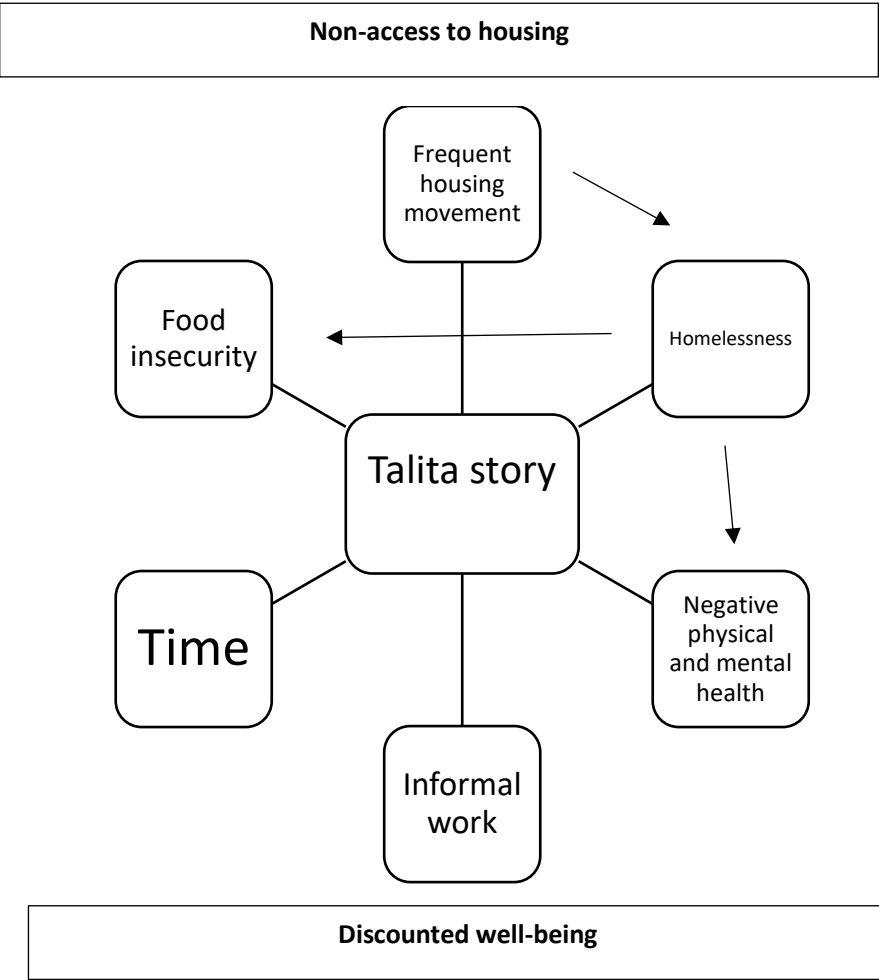 Non-access to housing
Frequent
housing
movement
Food
insecurity
Homelessness
Talita story
Time
Negative
physical
and mental
health
Informal
work
Discounted well-being